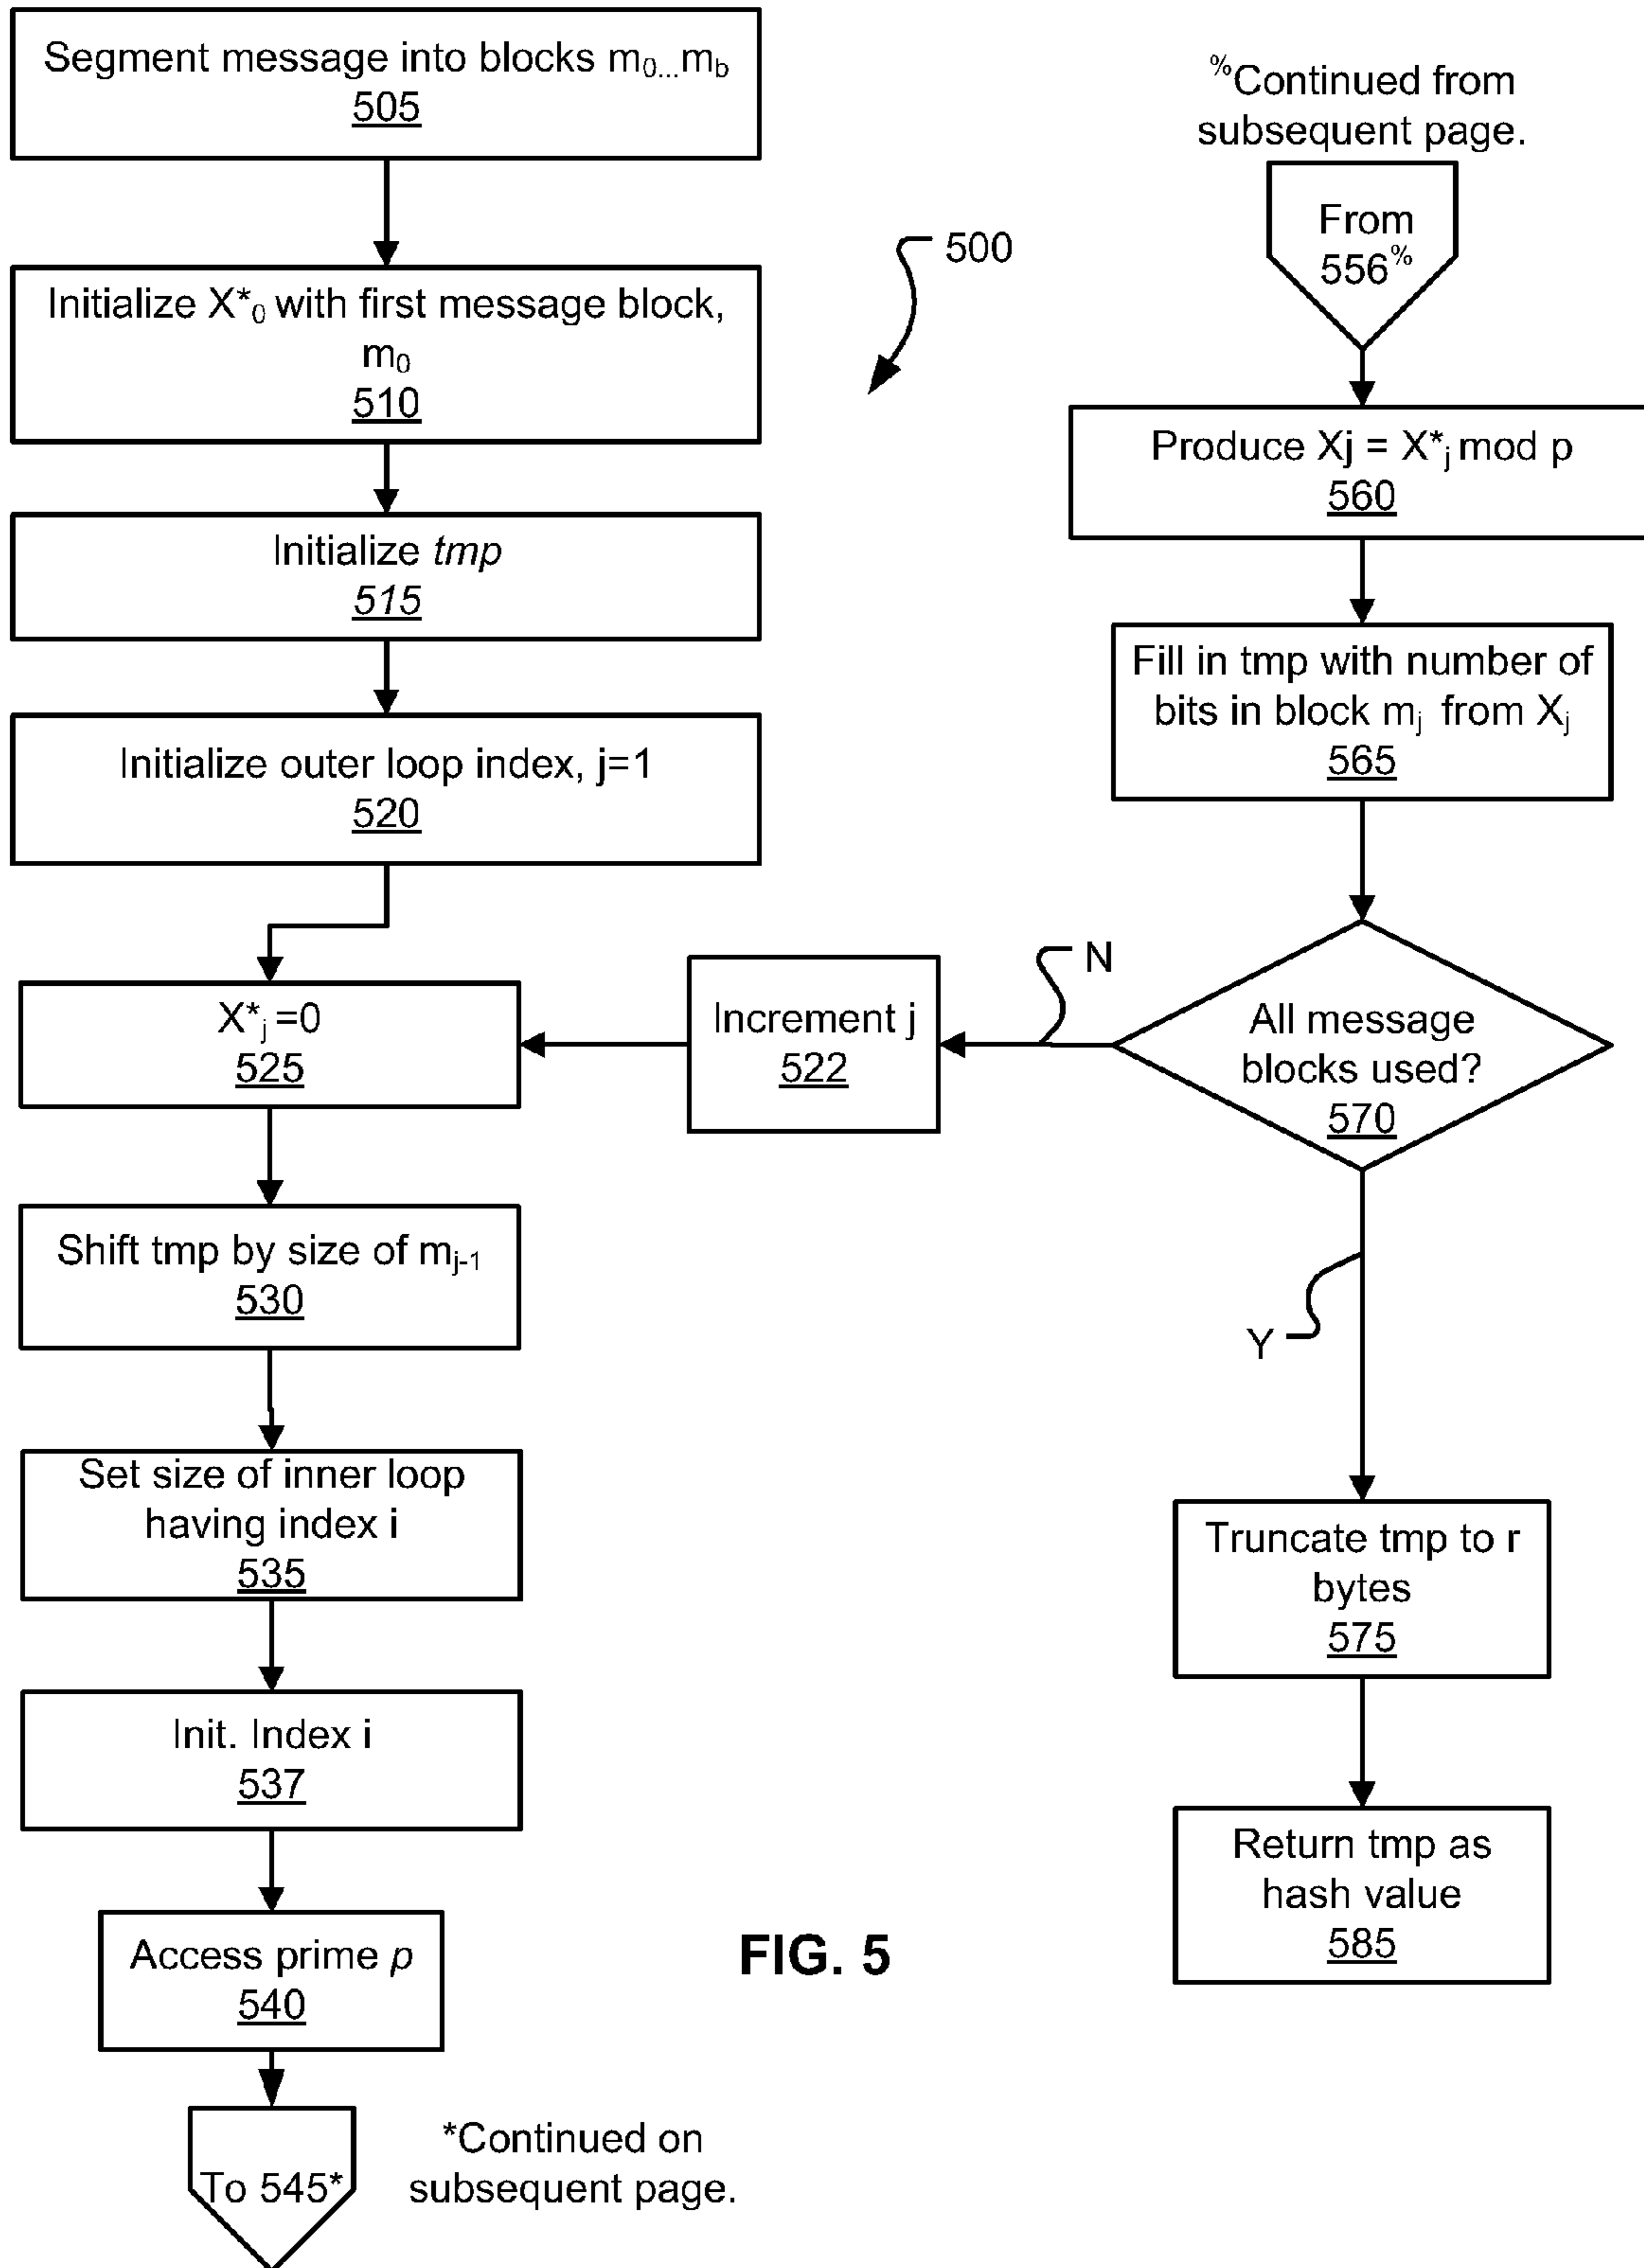 Segment message into blocks m0...mb
505
Initialize X*0 with first message block,
m0
510
Initialize tmp
515
Initialize outer loop index, j=1
520
X*j =0
525
Shift tmp by size of mj-1
530
Set size of inner loop
having index i
535
Init. Index i
537
Access prime p
540
To 545*
*Continued on
subsequent page.
500
%Continued from
subsequent page.
From
556%
Produce Xj = X*j mod p
560
Fill in tmp with number of
bits in block mj from Xj
565
All message
blocks used?
570
N
Increment j
522
Y
Truncate tmp to r
bytes
575
Return tmp as
hash value
585
FIG. 5